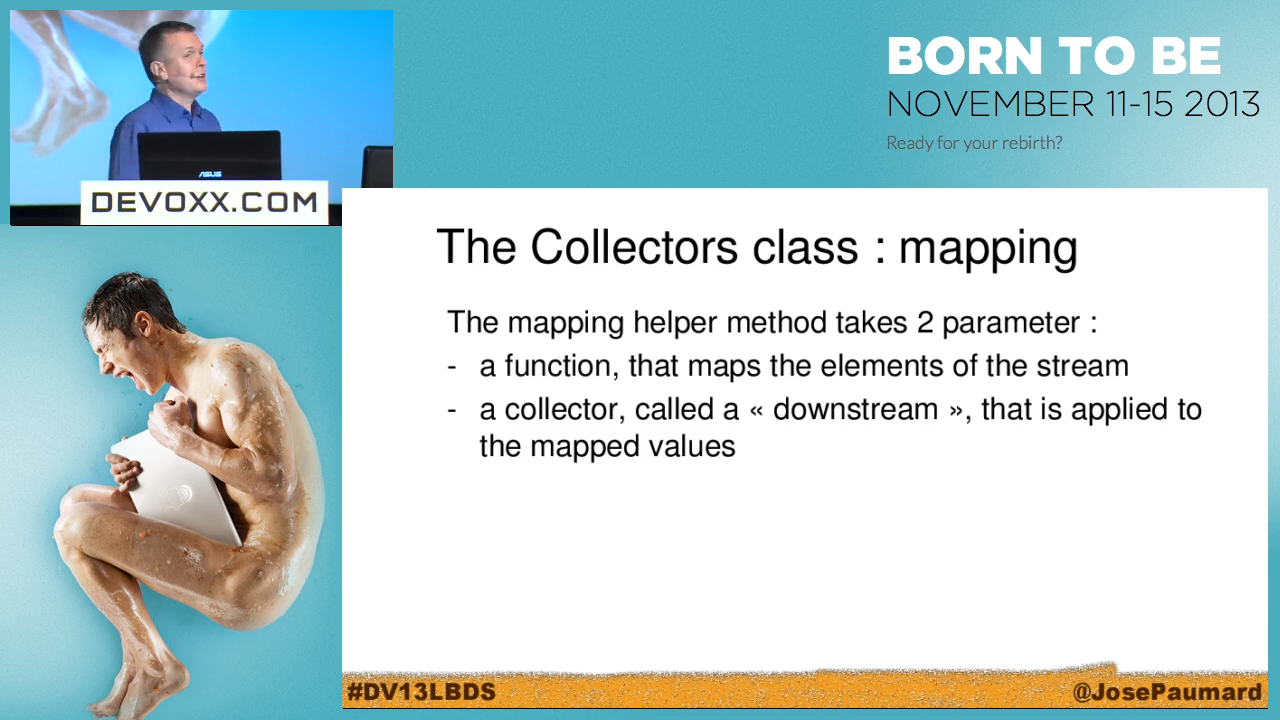 BORN TO BE
NOVEMBER 11-15 2013
Ready for your rebirth?
ASUS
DEVOXX.COM
The Collectors class : mapping
The mapping helper method takes 2 parameter :
- a function, that maps the elements of the stream
- a collector, called a « downstream », that is applied to
the mapped values
#DV13LBDS
@JosePaumard